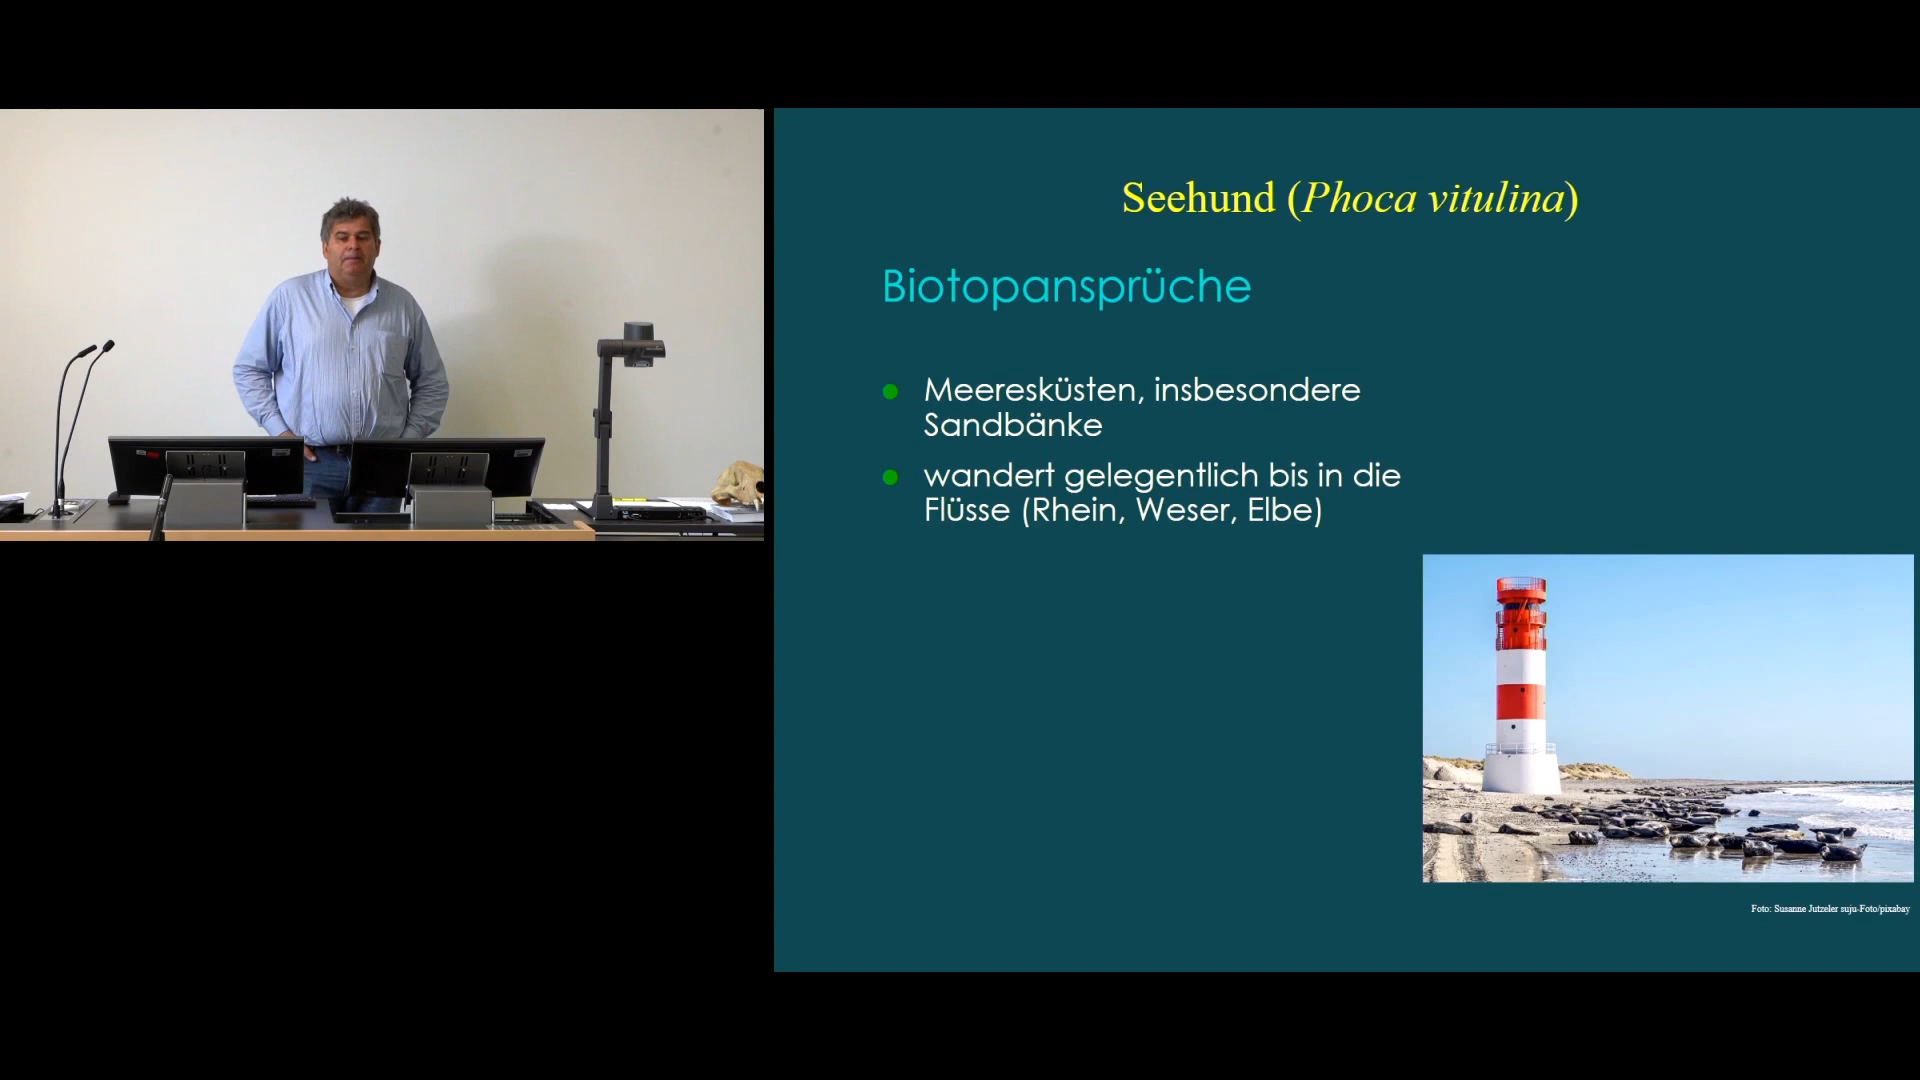 Seehund (Phoca vitulina)
Biotopansprüche
Meeresküsten, insbesondere
Sandbänke
wandert gelegentlich bis in die
Flüsse (Rhein, Weser, Elbe)
Foto: Susanne Jutzeler suju-Foto/pixabay